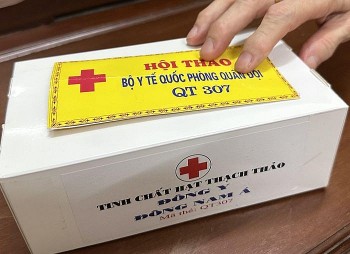 HỘI THẢO
BỘ Y TẾ QUỐC PHÒNG QUÂN ĐỘI
QT 307
TINH CHẤT HẠT THẠCH THẢO
ĐÔNG Y
ĐÔNG NAM Á
Mã thẻ: QT307